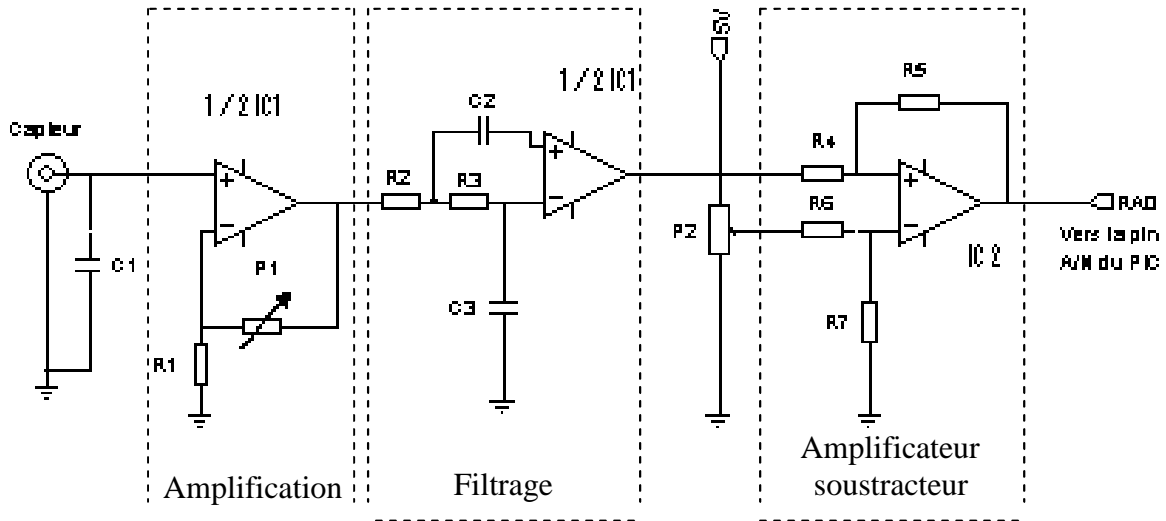 5V
R5
1/2 IC1
1/2 IC1
C2
Capteur
R4
R2
R3
R6
RA0
P2
Vers la pin
A/N du PIC
IC 2
C1
P1
C3
R7
R1
Amplification
Filtrage
Amplificateur
soustracteur